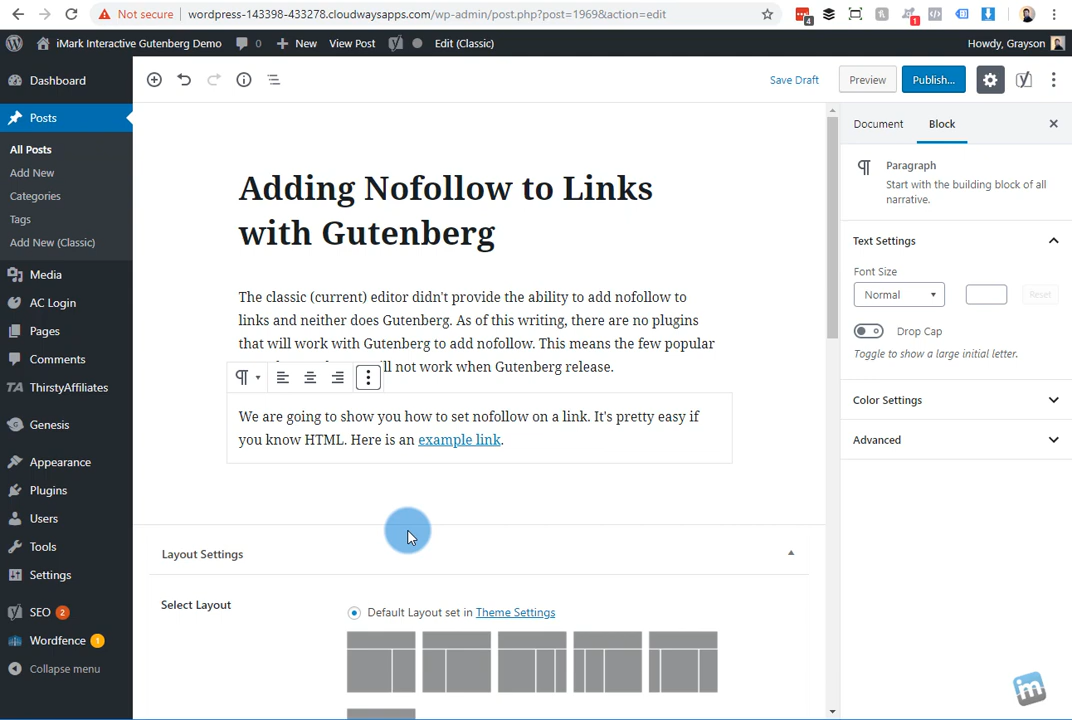 Not secure | wordpress-143398-433278.cloudwaysapps.com/wp-admin/post.php?post=1969&action=edit
4
1
iMark Interactive Gutenberg Demo 0 New View Post Edit (Classic) Howdy, Grayson
Dashboard
Posts
All Posts
Add New
Categories
Tags
Add New (Classic)
Media
AC Login
Pages
Comments
TA ThirstyAffiliates
Genesis
Appearance
Plugins
Users
Tools
Settings
SEO 2
Wordfence 1
Collapse menu
Save Draft Preview Publish...
Adding Nofollow to Links
with Gutenberg
The classic (current) editor didn't provide the ability to add nofollow to
links and neither does Gutenberg. As of this writing, there are no plugins
that will work with Gutenberg to add nofollow. This means the few popular
ll not work when Gutenberg release.
We are going to show you how to set nofollow on a link. It's pretty easy if
you know HTML. Here is an example link.
Layout Settings
Select Layout
Default Layout set in Theme Settings
Document Block
Paragraph
Start with the building block of all
narrative.
Text Settings
Font Size
Normal Reset
Drop Cap
Toggle to show a large initial letter.
Color Settings
Advanced
im